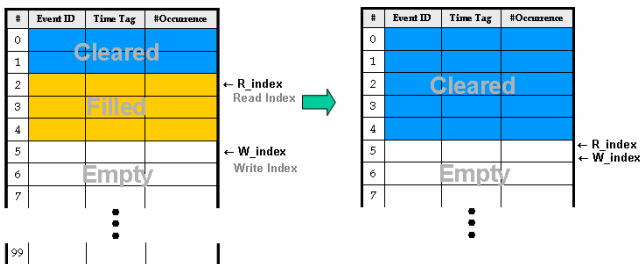 # Event ID Time Tag #Occurrence
0
1
Cleared
2
3
Filled
4
5
6
Empty
7
99
← R_index
Read Index
← W_index
Write Index
# Event ID Time Tag #Occurrence
0
1
2
Cleared
3
4
5
6
Empty
7
← R_index
← W_index